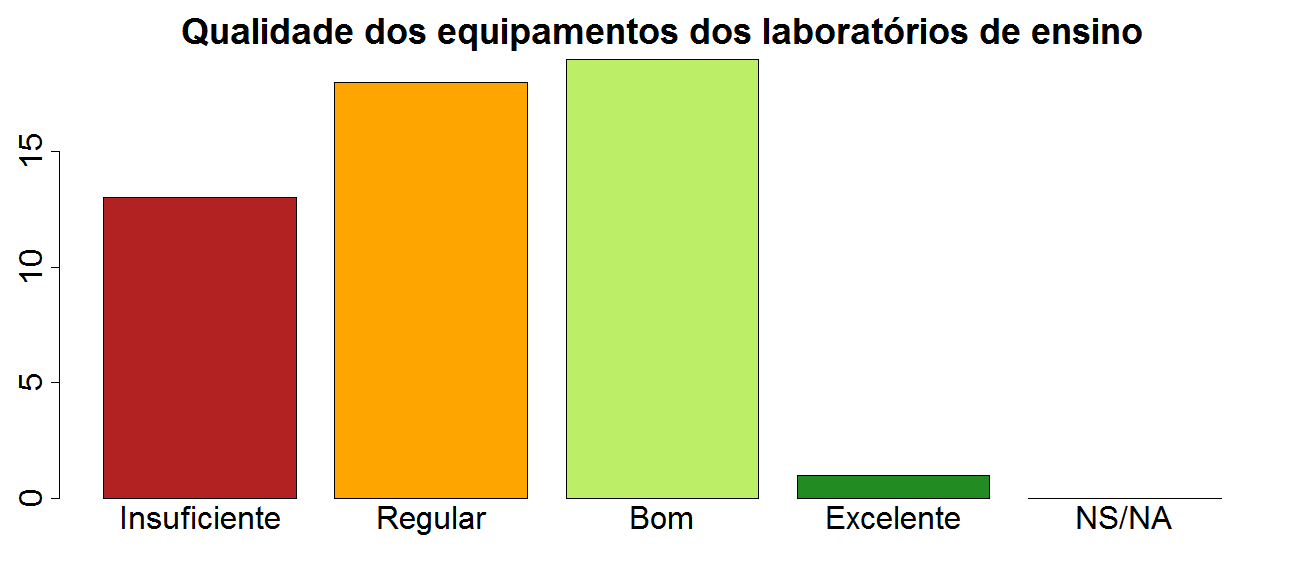 Qualidade dos equipamentos dos laboratórios de ensino
15
10
5
0
Insuficiente Regular Bom Excelente NS/NA